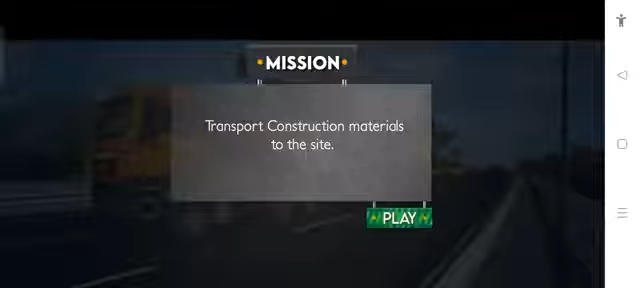 MISSION
Transport Construction materials
to the site.
PLAY